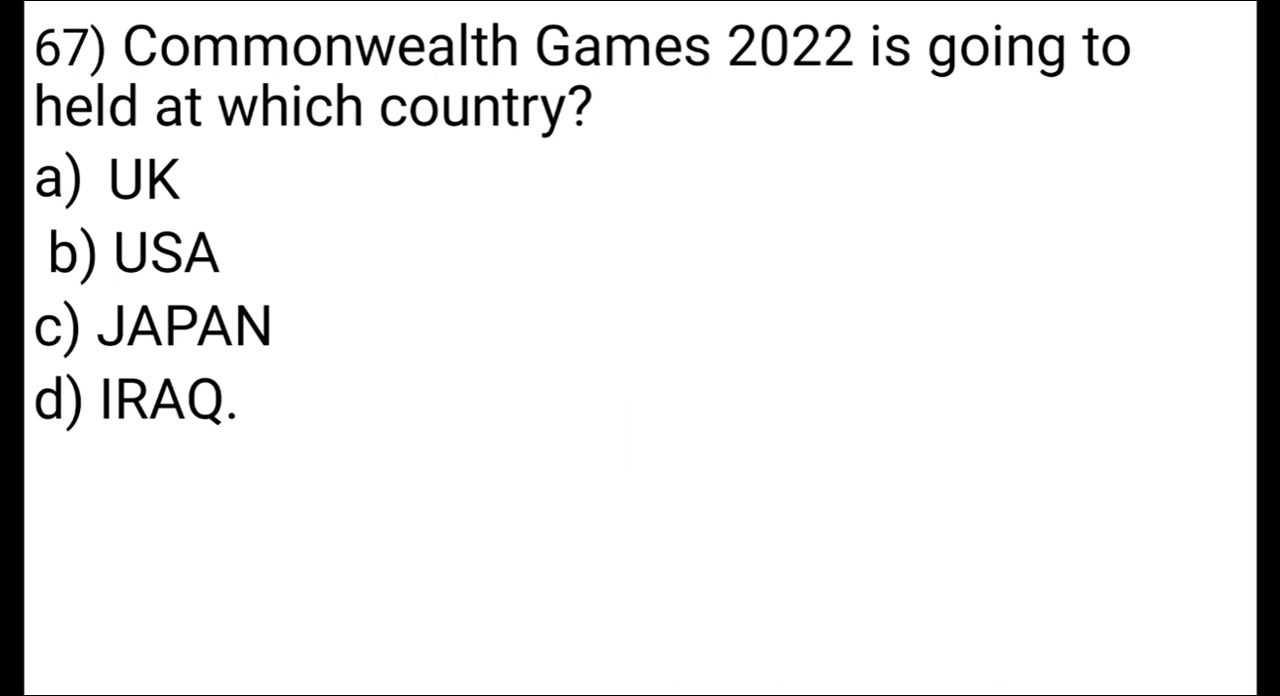 67) Commonwealth Games 2022 is going to
held at which country?
a) UK
b) USA
c) JAPAN
d) IRAQ.